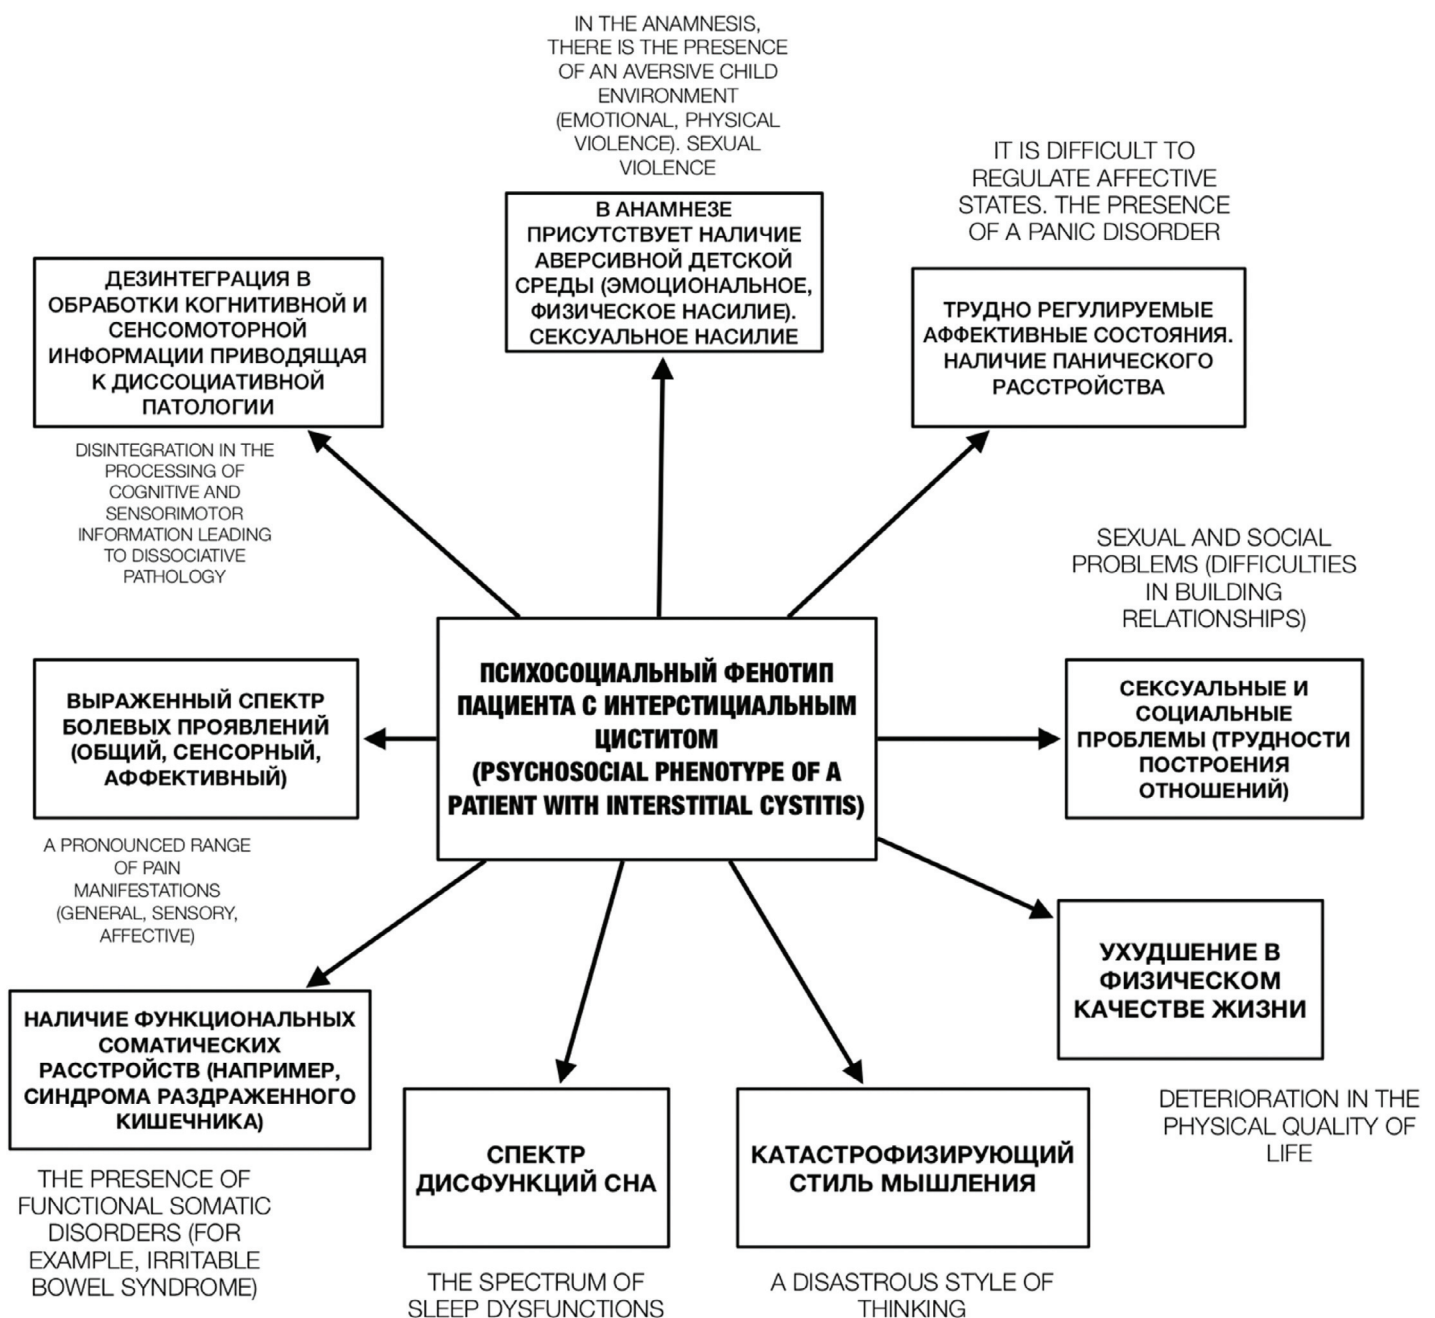 IN THE ANAMNESIS,
THERE IS THE PRESENCE
OF AN AVERSIVE CHILD
ENVIRONMENT
(EMOTIONAL, PHYSICAL
VIOLENCE). SEXUAL
VIOLENCE
В АНАМНЕЗЕ
ПРИСУТСТВУЕТ НАЛИЧИЕ
АВЕРСИВНОЙ ДЕТСКОЙ
СРЕДЫ (ЭМОЦИОНАЛЬНОЕ,
ФИЗИЧЕСКОЕ НАСИЛИЕ).
СЕКСУАЛЬНОЕ НАСИЛИЕ
IT IS DIFFICULT TO
REGULATE AFFECTIVE
STATES. THE PRESENCE
OF A PANIC DISORDER
ТРУДНО РЕГУЛИРУЕМЫЕ
АФФЕКТИВНЫЕ СОСТОЯНИЯ.
НАЛИЧИЕ ПАНИЧЕСКОГО
РАССТРОЙСТВА
ДЕЗИНТЕГРАЦИЯ В
ОБРАБОТКИ КОГНИТИВНОЙ И
СЕНСОМОТОРНОЙ
ИНФОРМАЦИИ ПРИВОДЯЩАЯ
К ДИССОЦИАТИВНОЙ
ПАТОЛОГИИ
DISINTEGRATION IN THE
PROCESSING OF
COGNITIVE AND
SENSORIMOTOR
INFORMATION LEADING
TO DISSOCIATIVE
PATHOLOGY
SEXUAL AND SOCIAL
PROBLEMS (DIFFICULTIES
IN BUILDING
RELATIONSHIPS)
СЕКСУАЛЬНЫЕ И
СОЦИАЛЬНЫЕ
ПРОБЛЕМЫ (ТРУДНОСТИ
ПОСТРОЕНИЯ
ОТНОШЕНИЙ)
ПСИХОСОЦИАЛЬНЫЙ ФЕНОТИП
ПАЦИЕНТА С ИНТЕРСТИЦИАЛЬНЫМ
ЦИСТИТОМ
(PSYCHOSOCIAL PHENOTYPE OF A
PATIENT WITH INTERSTITIAL CYSTITIS)
ВЫРАЖЕННЫЙ СПЕКТР
БОЛЕВЫХ ПРОЯВЛЕНИЙ
(ОБЩИЙ, СЕНСОРНЫЙ,
АФФЕКТИВНЫЙ)
A PRONOUNCED RANGE
OF PAIN
MANIFESTATIONS
(GENERAL, SENSORY,
AFFECTIVE)
УХУДШЕНИЕ В
ФИЗИЧЕСКОМ
КАЧЕСТВЕ ЖИЗНИ
DETERIORATION IN THE
PHYSICAL QUALITY OF
LIFE
НАЛИЧИЕ ФУНКЦИОНАЛЬНЫХ
СОМАТИЧЕСКИХ
РАССТРОЙСТВ (НАПРИМЕР,
СИНДРОМА РАЗДРАЖЕННОГО
КИШЕЧНИКА)
THE PRESENCE OF
FUNCTIONAL SOMATIC
DISORDERS (FOR
EXAMPLE, IRRITABLE
BOWEL SYNDROME)
СПЕКТР
ДИСФУНКЦИЙ СНА
THE SPECTRUM OF
SLEEP DYSFUNCTIONS
КАТАСТРОФИЗИРУЮЩИЙ
СТИЛЬ МЫШЛЕНИЯ
A DISASTROUS STYLE OF
THINKING